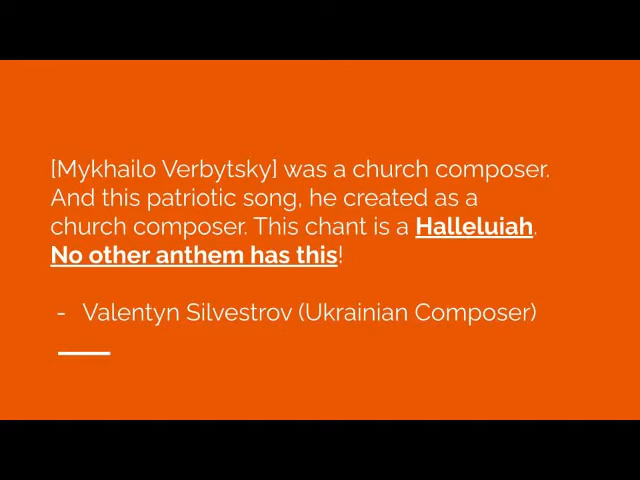 [Mykhailo Verbytsky] was a church composer.
And this patriotic song, he created as a
church composer. This chant is a Halleluiah.
No other anthem has this!
- Valentyn Silvestrov (Ukrainian Composer)